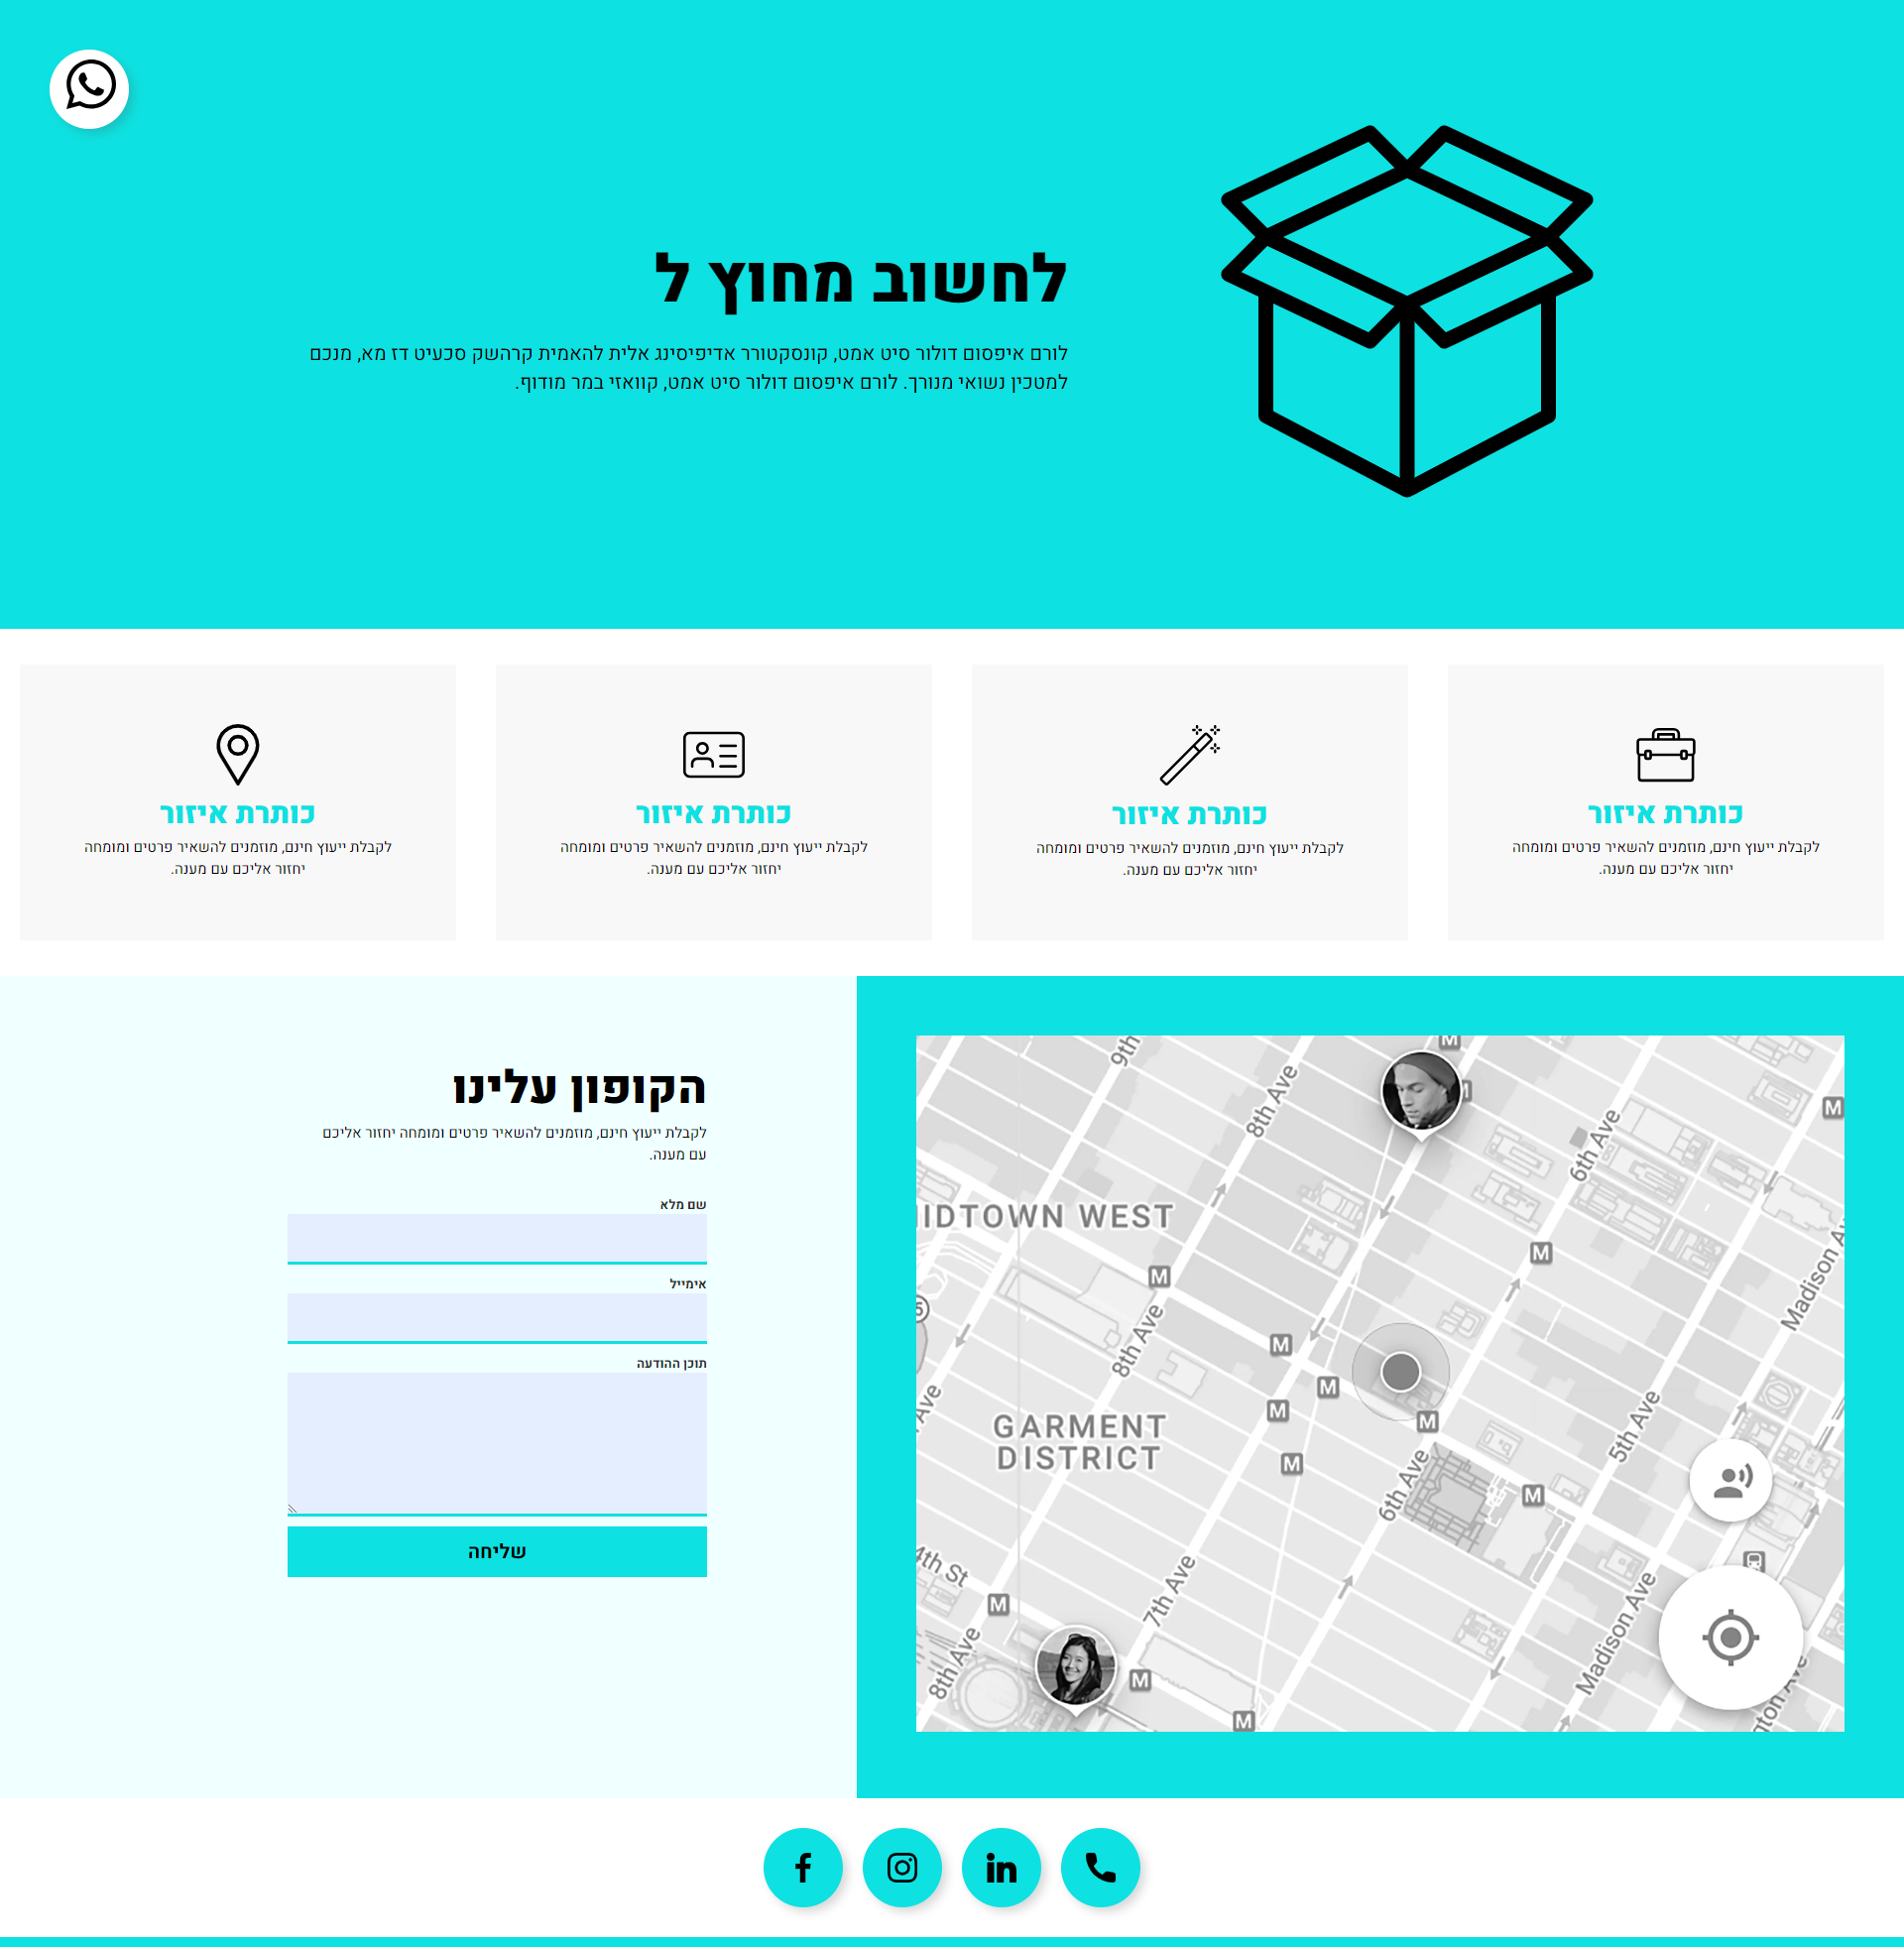 לחשוב מחוץ ל
לורם איפסום דולור סיט אמט, קונסקטורר אדיפיסינג אלית להאמית קרהשק סכעיט דז מא, מנכם
למטכין נשואי מנורך. לורם איפסום דולור סיט אמט, קוואזי במר מודוף.
כותרת איזור
לקבלת ייעוץ חינם, מוזמנים להשאיר פרטים ומומחה
יחזור אליכם עם מענה.
כותרת איזור
לקבלת ייעוץ חינם, מוזמנים להשאיר פרטים ומומחה
יחזור אליכם עם מענה.
כותרת איזור
לקבלת ייעוץ חינם, מוזמנים להשאיר פרטים ומומחה
יחזור אליכם עם מענה.
כותרת איזור
לקבלת ייעוץ חינם, מוזמנים להשאיר פרטים ומומחה
יחזור אליכם עם מענה.
9th
8th Ave
6th Ave
M
M
IDTOWN WEST
M
M
Madison A
8th Ave
M
M
M
M
GARMENT
DISTRICT
M
5th Ave
Ave
6th Ave
M
4th St
M
7th Ave
Madison Ave
8th Ave
M
M
הקופון עלינו
לקבלת ייעוץ חינם, מוזמנים להשאיר פרטים ומומחה יחזור אליכם
עם מענה.
שם מלא
אימייל
תוכן ההודעה
שליחה